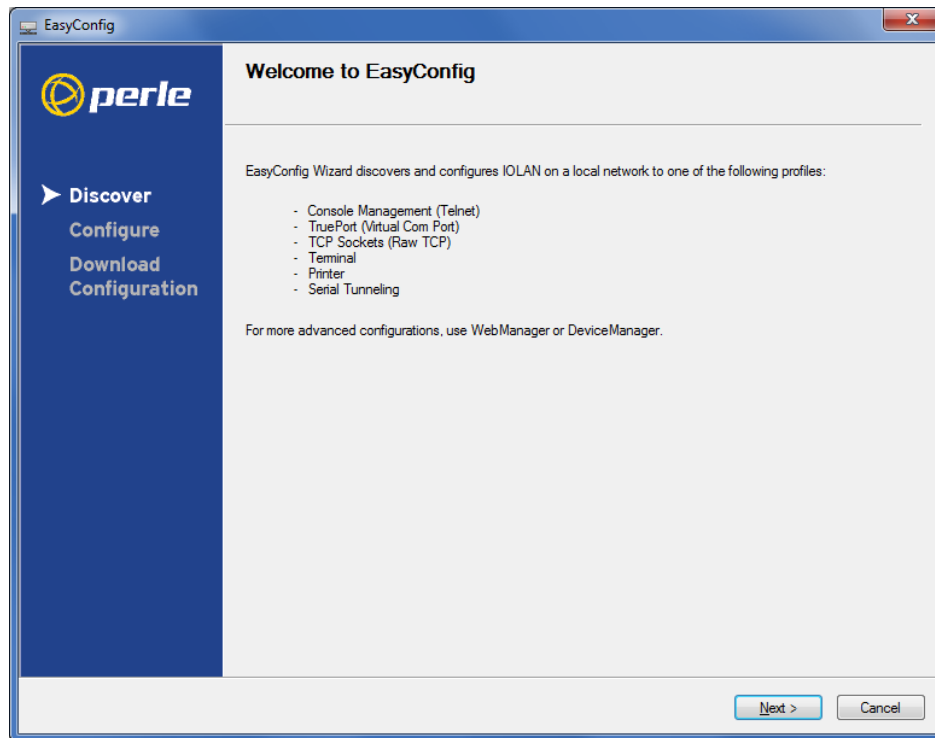 EasyConfig
perle
Discover
Configure
Download
Configuration
Welcome to EasyConfig
EasyConfig Wizard discovers and configures IOLAN on a local network to one of the following profiles:
- Console Management (Telnet)
- TruePort (Virtual Com Port)
- TCP Sockets (Raw TCP)
- Terminal
- Printer
- Serial Tunneling
For more advanced configurations, use WebManager or DeviceManager.
Next >
Cancel